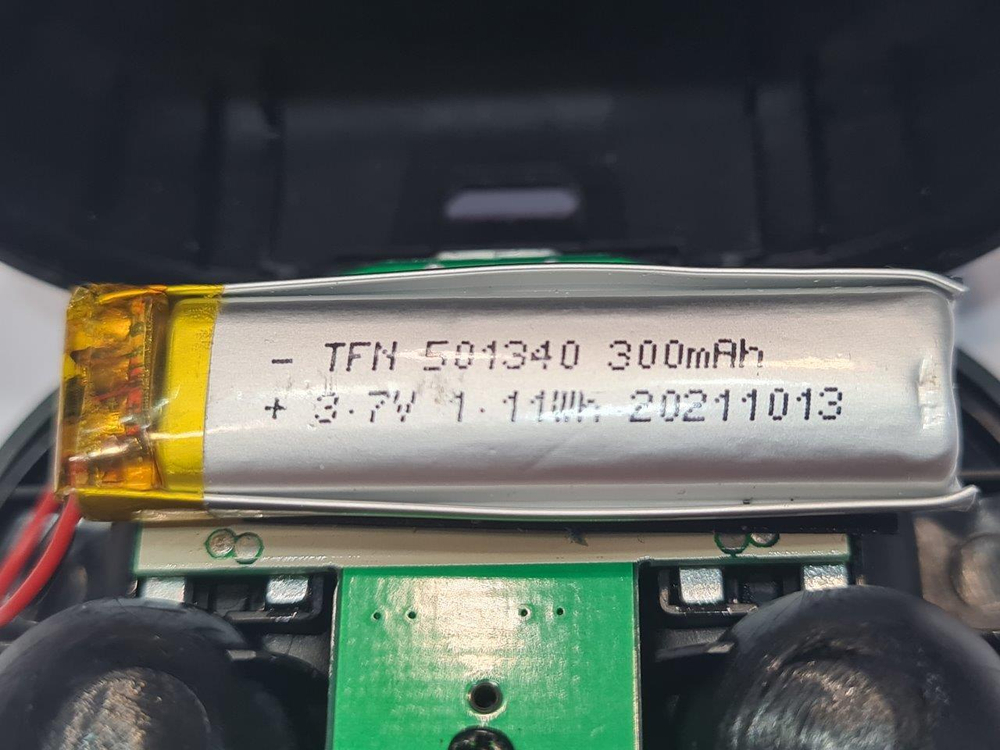 - TFN 501340 300mAh
+ 3.7V 1.11Wh 20211013